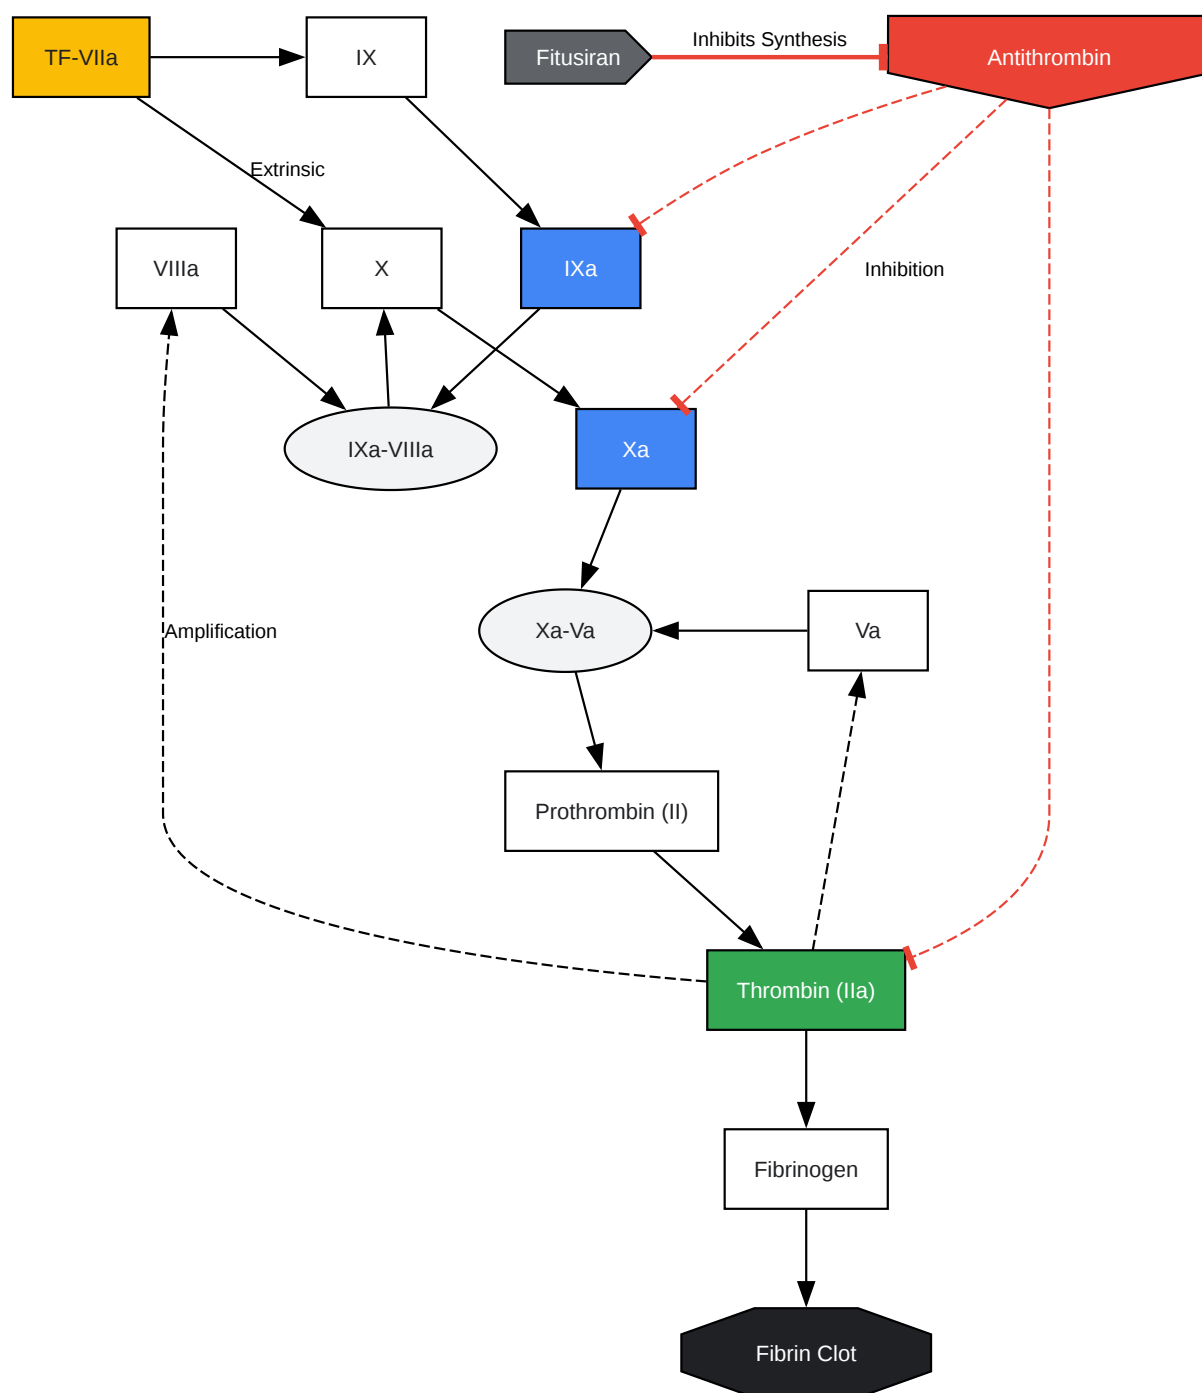 TF-VIIa
IX
Fitusiran
Inhibits Synthesis
Antithrombin
Extrinsic
VIIIa
X
IXa
Inhibition
IXa-VIIIa
Xa
Xa-Va
Va
Amplification
Prothrombin (II)
Thrombin (IIa)
Fibrinogen
Fibrin Clot